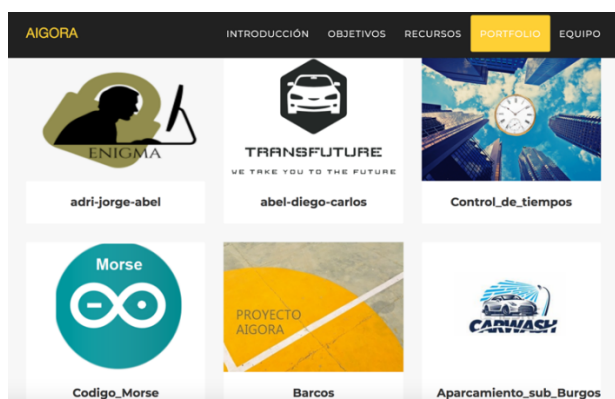 AIGORA
INTRODUCCIÓN OBJETIVOS RECURSOS PORTFOLIO EQUIPO
ENIGMA
TRANSFUTURE
WE TAKE YOU TO THE FUTURE
adri-jorge-abel
abel-diego-carlos
Control_de_tiempos
Morse
PROYECTO
AIGORA
CARWASH
Codigo_Morse
Barcos
Aparcamiento_sub_Burgos